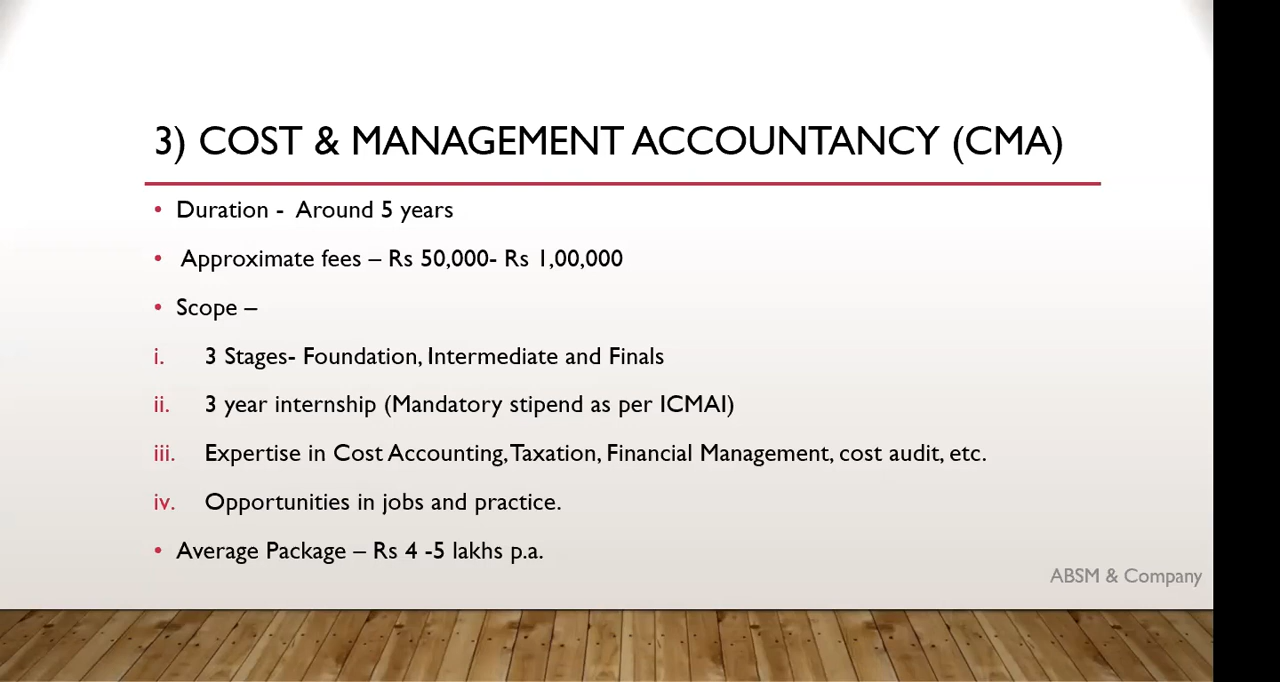 3) COST & MANAGEMENT ACCOUNTANCY (CMA)
• Duration - Around 5 years
• Approximate fees – Rs 50,000- Rs 1,00,000
• Scope –
i. 3 Stages- Foundation, Intermediate and Finals
ii. 3 year internship (Mandatory stipend as per ICMAI)
iii. Expertise in Cost Accounting, Taxation, Financial Management, cost audit, etc.
iv. Opportunities in jobs and practice.
• Average Package – Rs 4 -5 lakhs p.a.
ABSM & Company